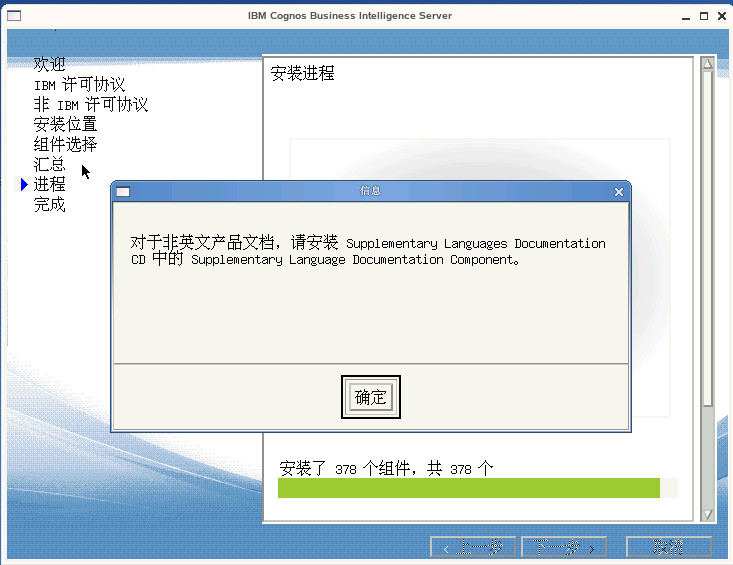 IBM Cognos Business Intelligence Server
欢迎
IBM 许可协议
非 IBM 许可协议
安装位置
组件选择
汇总
进程
完成
安装进程
信息
对于非英文产品文档，请安装 Supplementary Languages Documentation
CD 中的 Supplementary Language Documentation Component。
确定
安装了 378 个组件，共 378 个